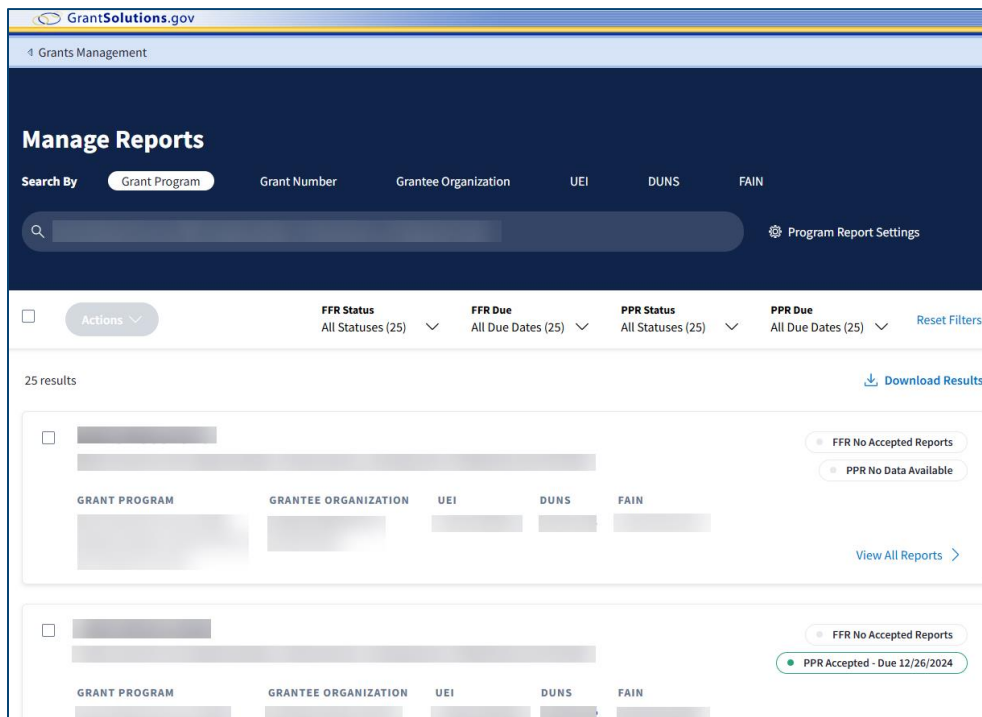 GrantSolutions.gov
Grants Management
Manage Reports
Search By Grant Program Grant Number Grantee Organization UEI DUNS FAIN
Program Report Settings
Actions
FFR Status FFR Due PPR Status PPR Due
All Statuses (25) All Due Dates (25) All Statuses (25) All Due Dates (25) Reset Filters
25 results Download Results
FFR No Accepted Reports
PPR No Data Available
GRANT PROGRAM GRANTEE ORGANIZATION UEI DUNS FAIN
View All Reports
FFR No Accepted Reports
PPR Accepted - Due 12/26/2024
GRANT PROGRAM GRANTEE ORGANIZATION UEI DUNS FAIN